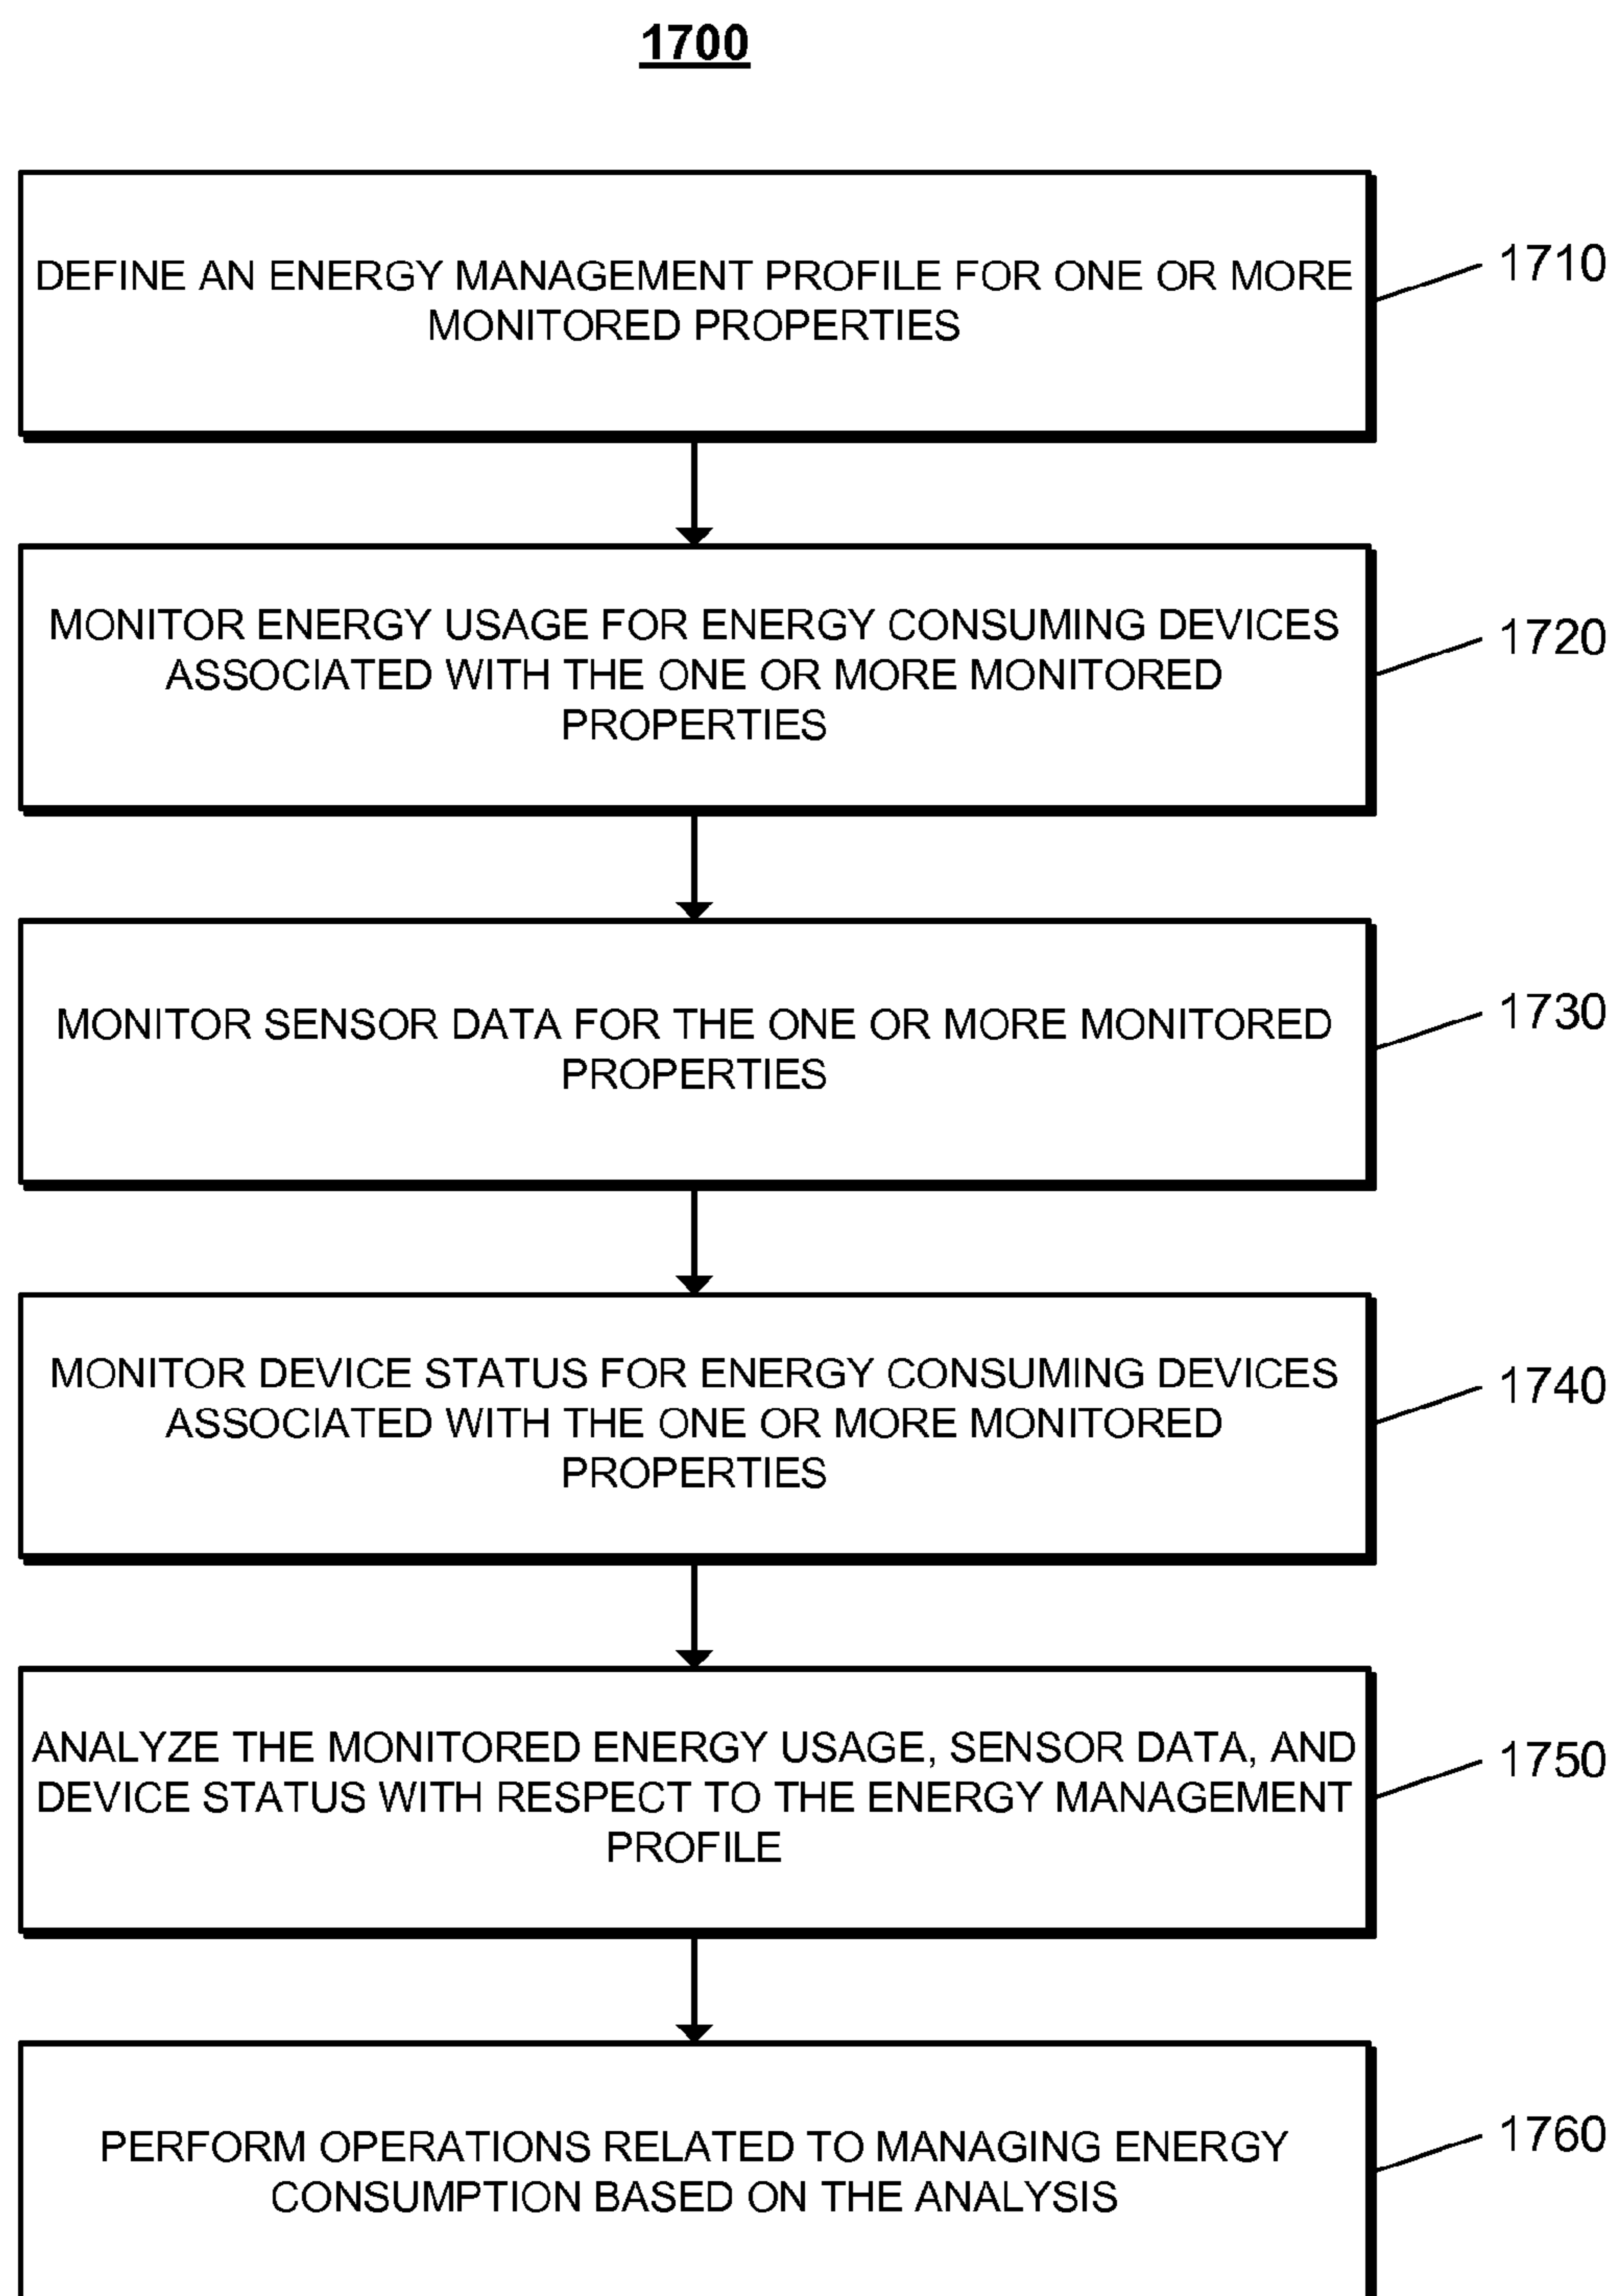 1700
DEFINE AN ENERGY MANAGEMENT PROFILE FOR ONE OR MORE
MONITORED PROPERTIES
1710
MONITOR ENERGY USAGE FOR ENERGY CONSUMING DEVICES
ASSOCIATED WITH THE ONE OR MORE MONITORED
PROPERTIES
1720
MONITOR SENSOR DATA FOR THE ONE OR MORE MONITORED
PROPERTIES
1730
MONITOR DEVICE STATUS FOR ENERGY CONSUMING DEVICES
ASSOCIATED WITH THE ONE OR MORE MONITORED
PROPERTIES
1740
ANALYZE THE MONITORED ENERGY USAGE, SENSOR DATA, AND
DEVICE STATUS WITH RESPECT TO THE ENERGY MANAGEMENT
PROFILE
1750
PERFORM OPERATIONS RELATED TO MANAGING ENERGY
CONSUMPTION BASED ON THE ANALYSIS
1760